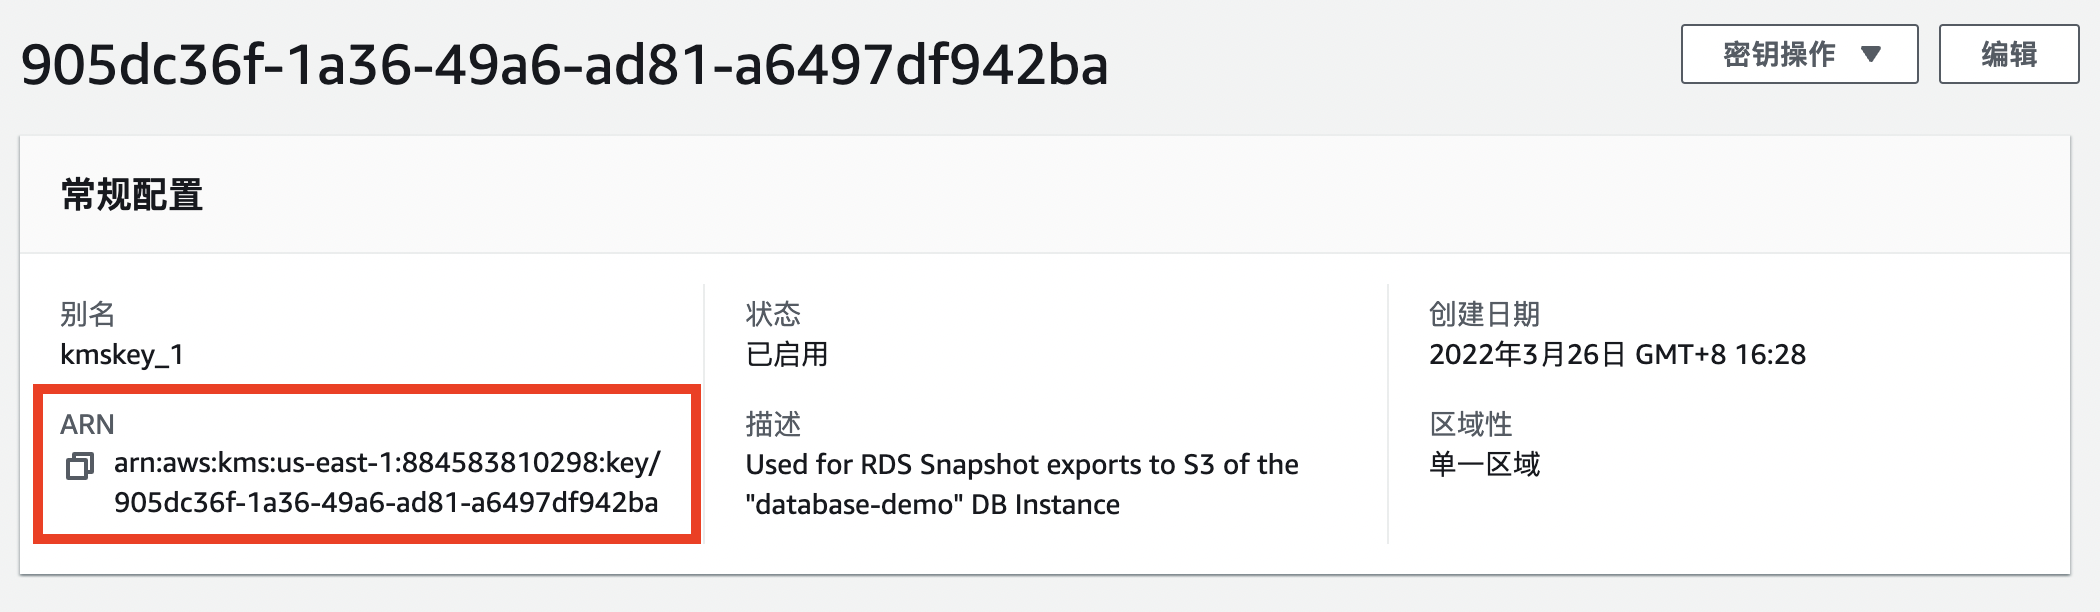 905dc36f-1a36-49a6-ad81-a6497df942ba
密钥操作
编辑
常规配置
别名
kmskey_1
ARN
arn:aws:kms:us-east-1:884583810298:key/
905dc36f-1a36-49a6-ad81-a6497df942ba
状态
已启用
描述
Used for RDS Snapshot exports to S3 of the
"database-demo" DB Instance
创建日期
2022年3月26日 GMT+8 16:28
区域性
单一区域